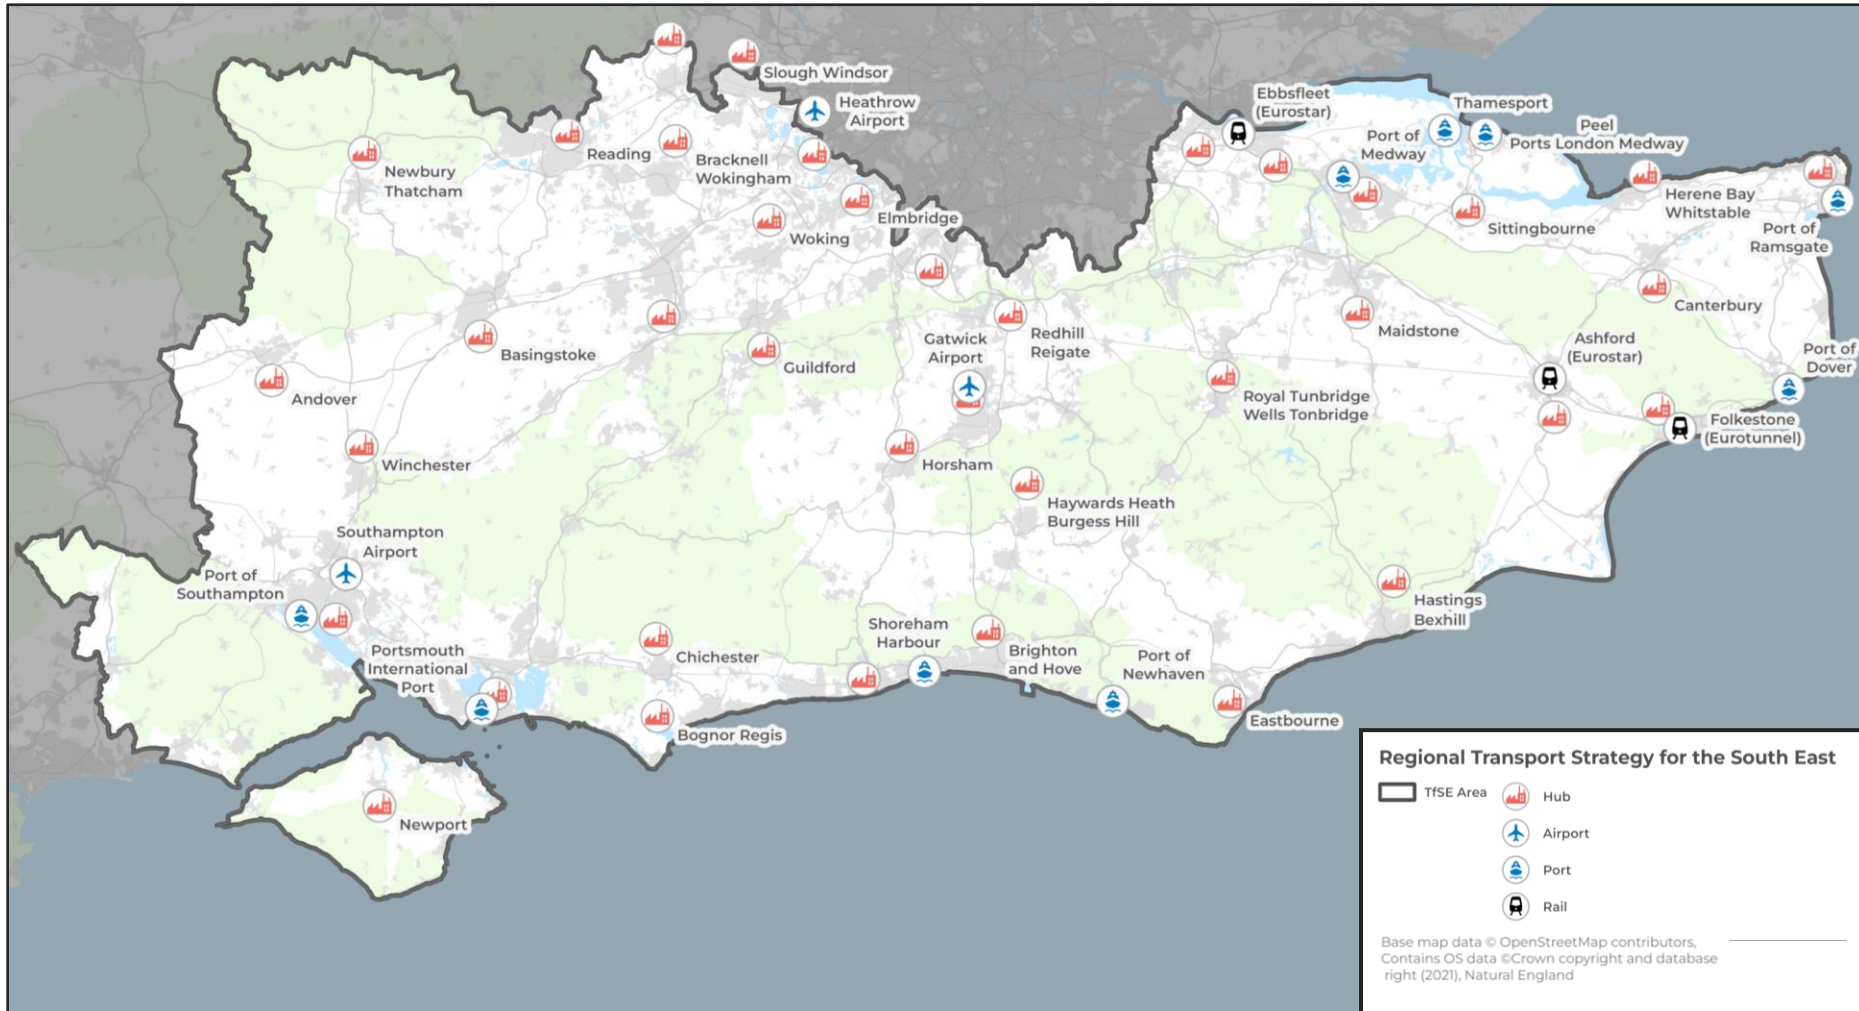 Slough Windsor
Heathrow
Airport
Ebbsfleet
(Eurostar)
Thamesport
Peel
Ports London Medway
Port of
Medway
Newbury
Thatcham
Reading
Bracknell
Wokingham
Elmbridge
Woking
Herene Bay
Whitstable
Sittingbourne
Port of
Ramsgate
Canterbury
Maidstone
Redhill
Reigate
Gatwick
Airport
Ashford
(Eurostar)
Port of
Dover
Basingstoke
Guildford
Andover
Royal Tunbridge
Wells Tonbridge
Folkestone
(Eurotunnel)
Winchester
Horsham
Haywards Heath
Burgess Hill
Southampton
Airport
Port of
Southampton
Hastings
Bexhill
Shoreham
Harbour
Portsmouth
International
Port
Chichester
Brighton
and Hove
Port of
Newhaven
Bognor Regis
Eastbourne
Newport
Regional Transport Strategy for the South East
TfSE Area
Hub
Airport
Port
Rail
Base map data © OpenStreetMap contributors,
Contains OS data ©Crown copyright and database
right (2021), Natural England